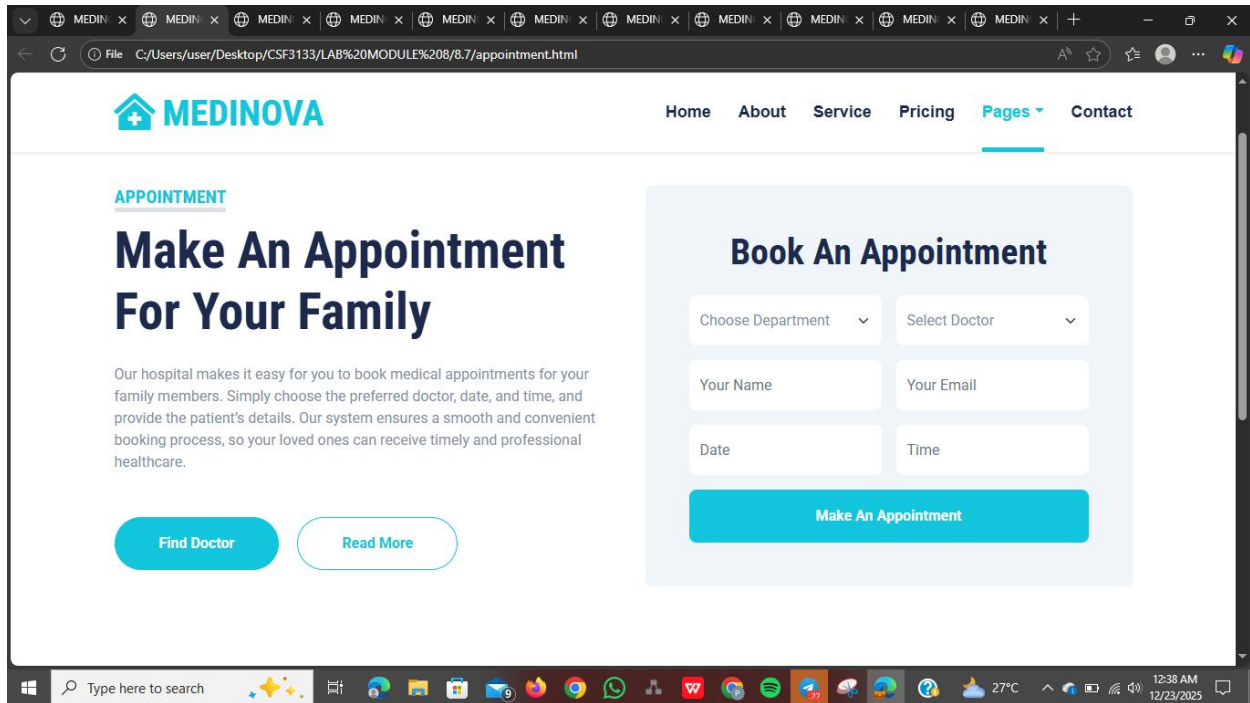 MEDIN MEDIN MEDIN MEDIN MEDIN MEDIN MEDIN MEDIN MEDIN MEDIN MEDIN
File C:/Users/user/Desktop/CSF3133/LAB%20MODULE%208/8.7/appointment.html
MEDINOVA
Home About Service Pricing Pages Contact
APPOINTMENT
Make An Appointment
For Your Family
Our hospital makes it easy for you to book medical appointments for your
family members. Simply choose the preferred doctor, date, and time, and
provide the patient's details. Our system ensures a smooth and convenient
booking process, so your loved ones can receive timely and professional
healthcare.
Find Doctor Read More
Book An Appointment
Choose Department Select Doctor
Your Name Your Email
Date Time
Make An Appointment
Type here to search
27°C
12:38 AM
12/23/2025